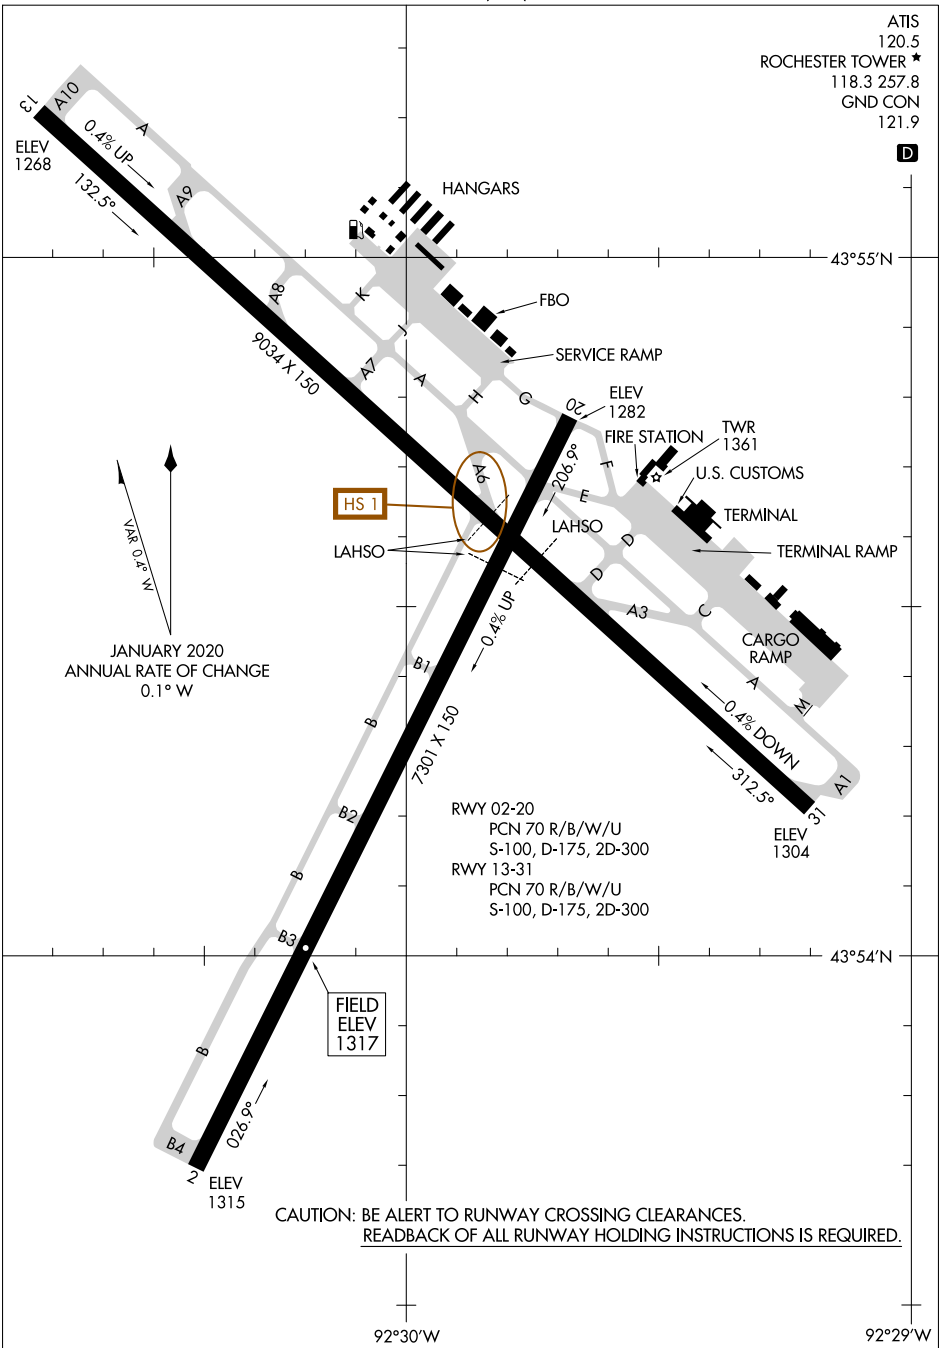 ATIS
120.5
ROCHESTER TOWER ★
118.3 257.8
GND CON
121.9
D
13
A10
A
ELEV
1268
0.4% UP
132.5°
A9
HANGARS
43°55'N
A8
K
J
FBO
9034 X 150
A7
A
SERVICE RAMP
H
G
20
ELEV
1282
FIRE STATION
TWR
1361
U.S. CUSTOMS
F
206.9°
A6
E
HS 1
TERMINAL
LAHSO
LAHSO
D
TERMINAL RAMP
D
VAR 0.4° W
0.4% UP
A3
C
CARGO
RAMP
JANUARY 2020
ANNUAL RATE OF CHANGE
0.1° W
B1
A
M
B
7301 X 150
0.4% DOWN
312.5°
A1
31
ELEV
1304
B2
RWY 02-20
PCN 70 R/B/W/U
S-100, D-175, 2D-300
RWY 13-31
PCN 70 R/B/W/U
S-100, D-175, 2D-300
B
B3
43°54'N
FIELD
ELEV
1317
B
026.9°
B4
2
ELEV
1315
CAUTION: BE ALERT TO RUNWAY CROSSING CLEARANCES.
READBACK OF ALL RUNWAY HOLDING INSTRUCTIONS IS REQUIRED.
92°30'W
92°29'W